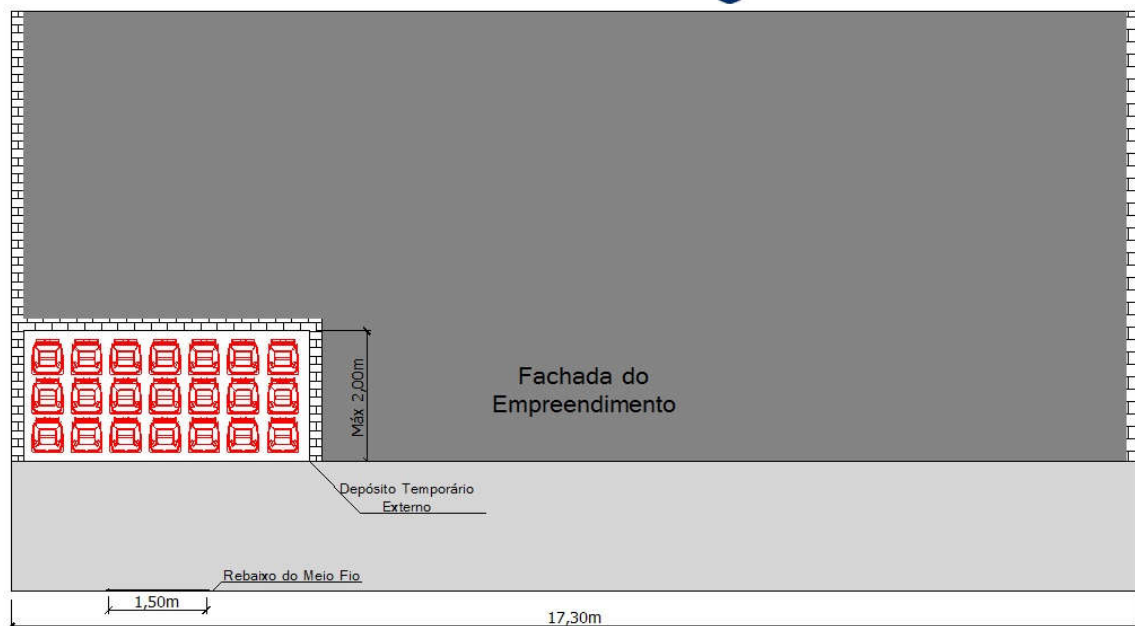 Máx 2,00m
Fachada do
Empreendimento
Depósito Temporário
Externo
Rebaixo do Meio Fio
1,50m
17,30m